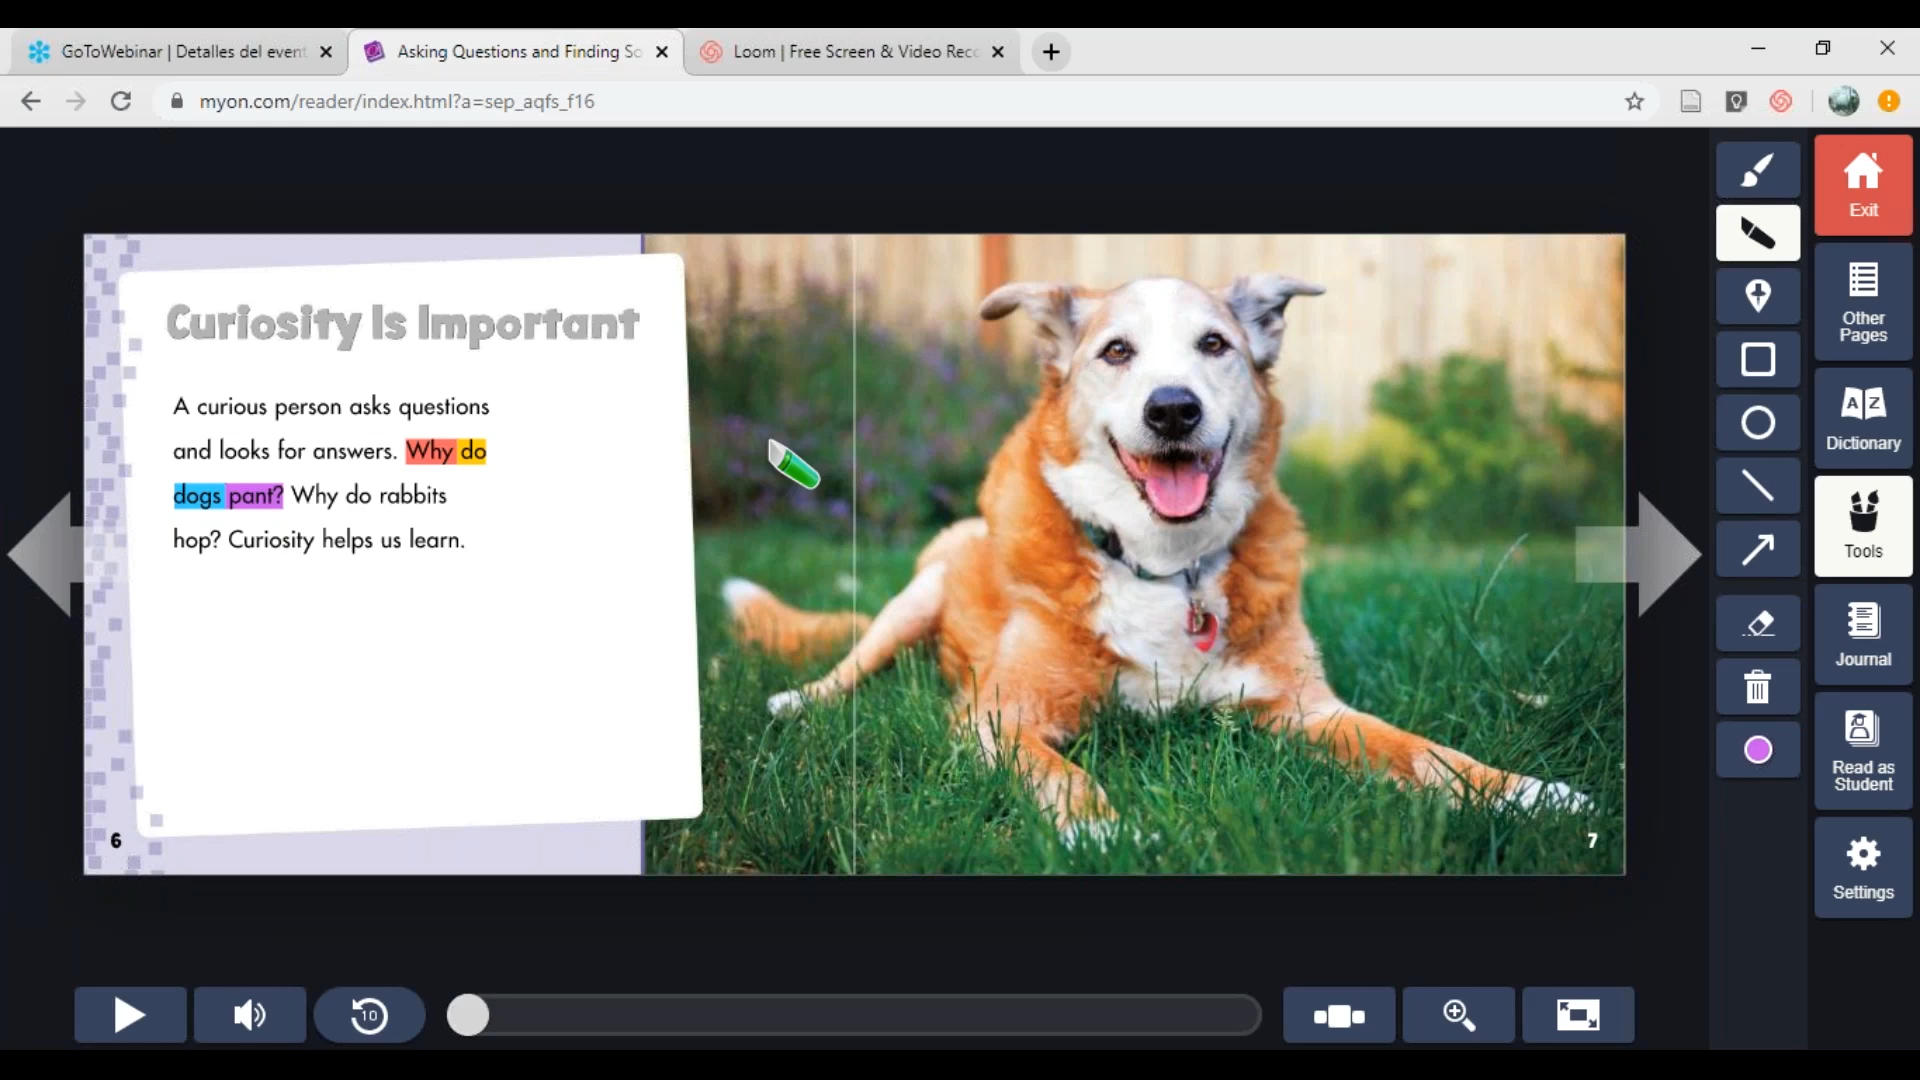 GoToWebinar | Detalles del event
Asking Questions and Finding So
Loom | Free Screen & Video Reco
myon.com/reader/index.html?a=sep_aqfs_f16
Exit
Other
Pages
Dictionary
A Z
Tools
Journal
Read as
Student
Settings
Curiosity Is Important
A curious person asks questions
and looks for answers. Why do
dogs pant? Why do rabbits
hop? Curiosity helps us learn.
6
7
10